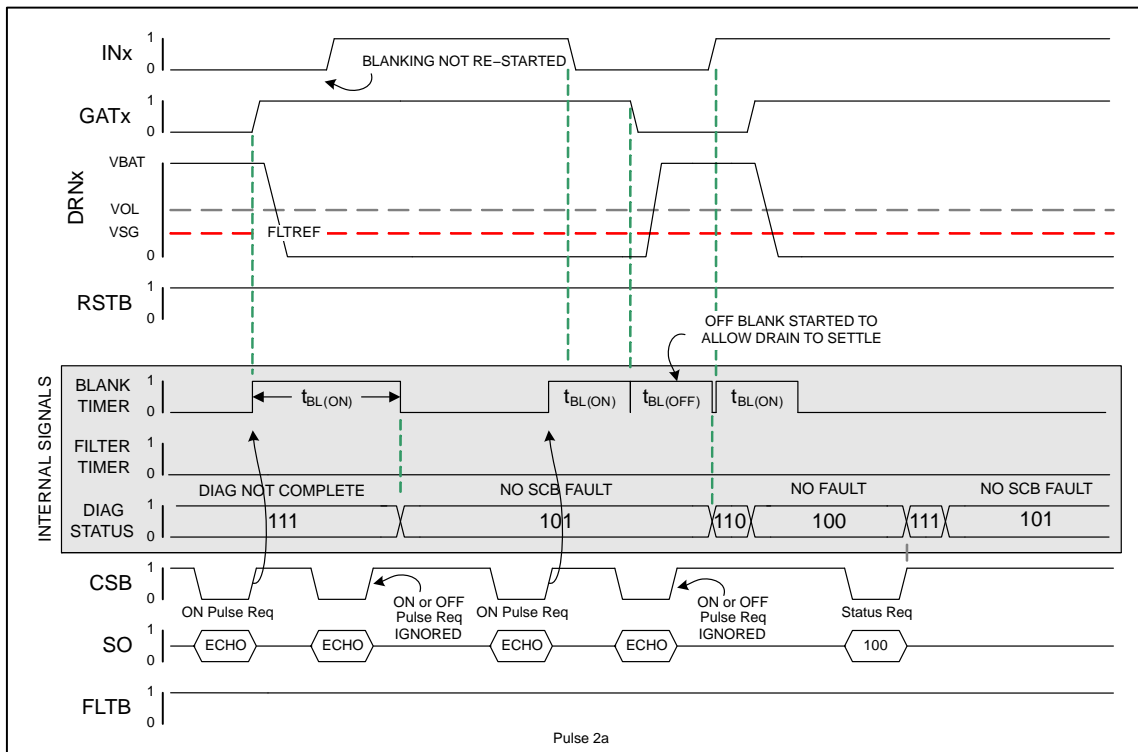 INx
1
0
BLANKING NOT RE–STARTED
GATx
1
0
DRNx
VBAT
VOL
VSG
0
FLTREF
RSTB
1
0
OFF BLANK STARTED TO
ALLOW DRAIN TO SETTLE
INTERNAL SIGNALS
BLANK
TIMER
1
0
tBL(ON)
tBL(ON)
tBL(OFF)
tBL(ON)
FILTER
TIMER
1
0
DIAG NOT COMPLETE
NO SCB FAULT
NO FAULT
NO SCB FAULT
DIAG
STATUS
1
0
111
101
110
100
111
101
CSB
1
0
ON Pulse Req
ON or OFF
Pulse Req
IGNORED
ON Pulse Req
ON or OFF
Pulse Req
IGNORED
Status Req
SO
1
0
ECHO
ECHO
ECHO
ECHO
100
FLTB
1
0
Pulse 2a